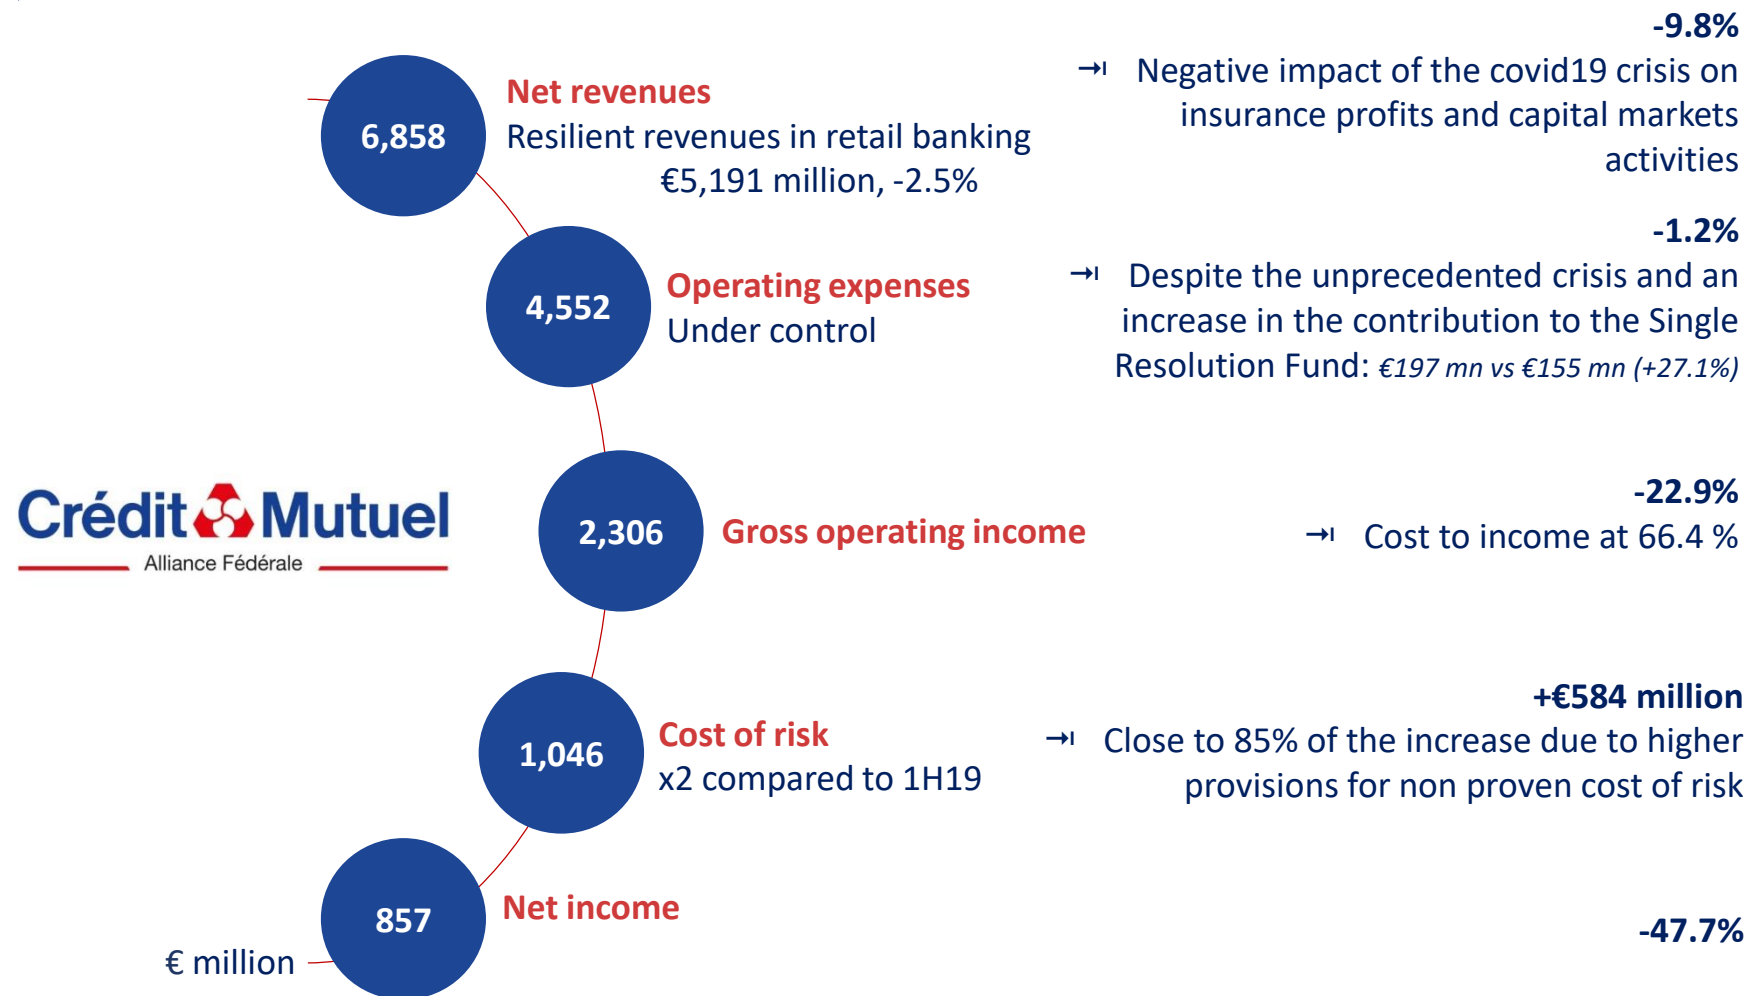 6,858
Net revenues
Resilient revenues in retail banking
€5,191 million, -2.5%
-9.8%
→ı Negative impact of the covid19 crisis on
insurance profits and capital markets
activities
4,552
Operating expenses
Under control
-1.2%
→ı Despite the unprecedented crisis and an
increase in the contribution to the Single
Resolution Fund: €197 mn vs €155 mn (+27.1%)
Crédit Mutuel
Alliance Fédérale
2,306
Gross operating income
-22.9%
→ı Cost to income at 66.4 %
1,046
Cost of risk
x2 compared to 1H19
+€584 million
→ı Close to 85% of the increase due to higher
provisions for non proven cost of risk
857
Net income
-47.7%
€ million